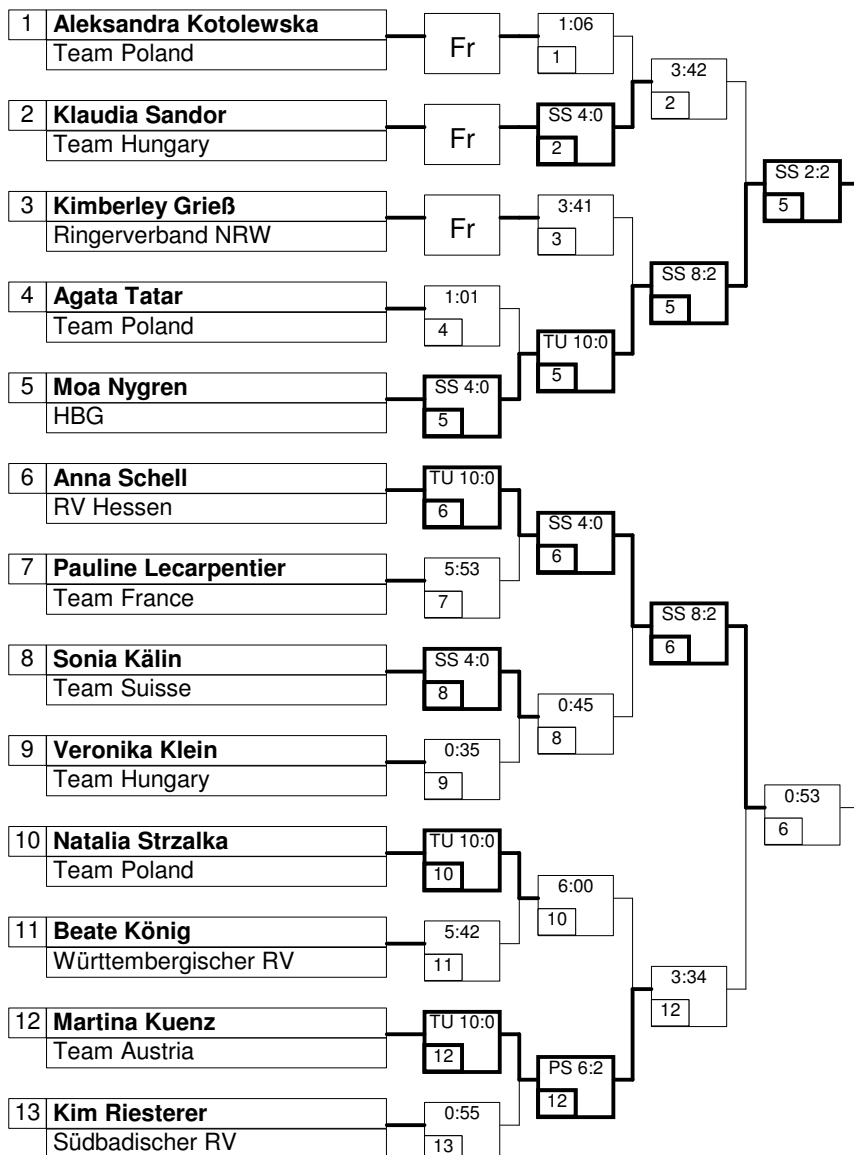 1 Aleksandra Kotolewska
Team Poland
Fr
1:06
1
3:42
2
2 Klaudia Sandor
Team Hungary
Fr
SS 4:0
2
SS 2:2
5
3 Kimberley Grieß
Ringerverband NRW
Fr
3:41
3
SS 8:2
5
4 Agata Tatar
Team Poland
1:01
4
TU 10:0
5
5 Moa Nygren
HBG
SS 4:0
5
6 Anna Schell
RV Hessen
TU 10:0
6
SS 4:0
6
7 Pauline Lecarpentier
Team France
5:53
7
SS 8:2
6
8 Sonia Kälin
Team Suisse
SS 4:0
8
0:45
8
9 Veronika Klein
Team Hungary
0:35
9
0:53
6
10 Natalia Strzalka
Team Poland
TU 10:0
10
6:00
10
11 Beate König
Württembergischer RV
5:42
11
3:34
12
12 Martina Kuenz
Team Austria
TU 10:0
12
PS 6:2
12
13 Kim Riesterer
Südbadischer RV
0:55
13